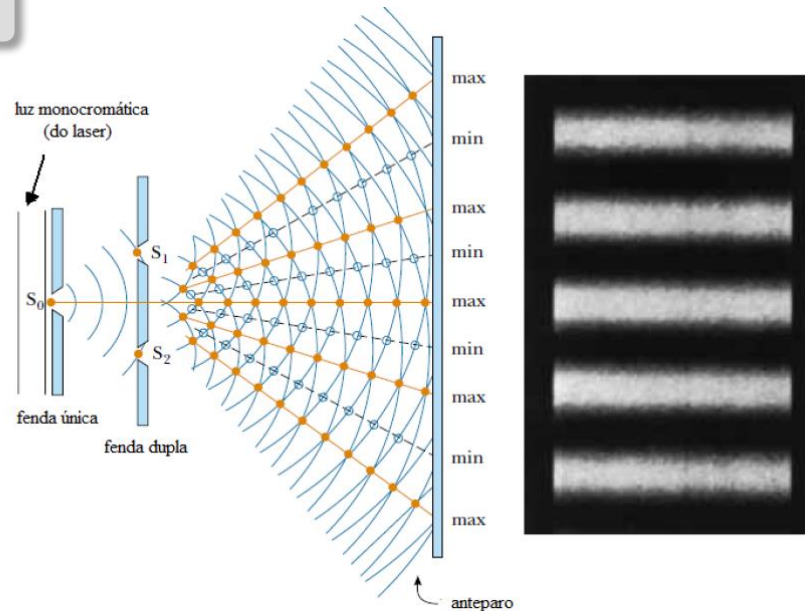 luz monocromática
(do laser)
S0
fenda única
S1
S2
fenda dupla
max
min
max
min
max
min
max
min
max
anteparo